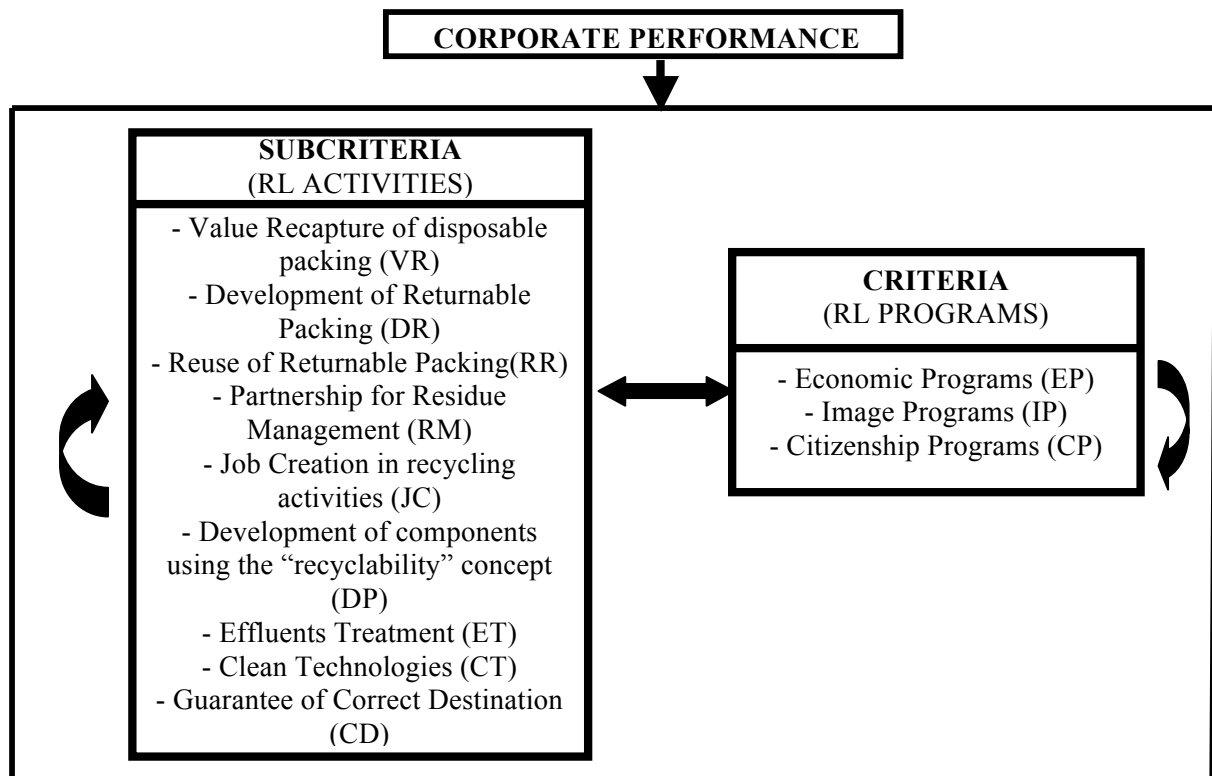 CORPORATE PERFORMANCE
SUBCRITERIA
(RL ACTIVITIES)
- Value Recapture of disposable
packing (VR)
- Development of Returnable
Packing (DR)
- Reuse of Returnable Packing(RR)
- Partnership for Residue
Management (RM)
- Job Creation in recycling
activities (JC)
- Development of components
using the “recyclability” concept
(DP)
- Effluents Treatment (ET)
- Clean Technologies (CT)
- Guarantee of Correct Destination
(CD)
CRITERIA
(RL PROGRAMS)
- Economic Programs (EP)
- Image Programs (IP)
- Citizenship Programs (CP)